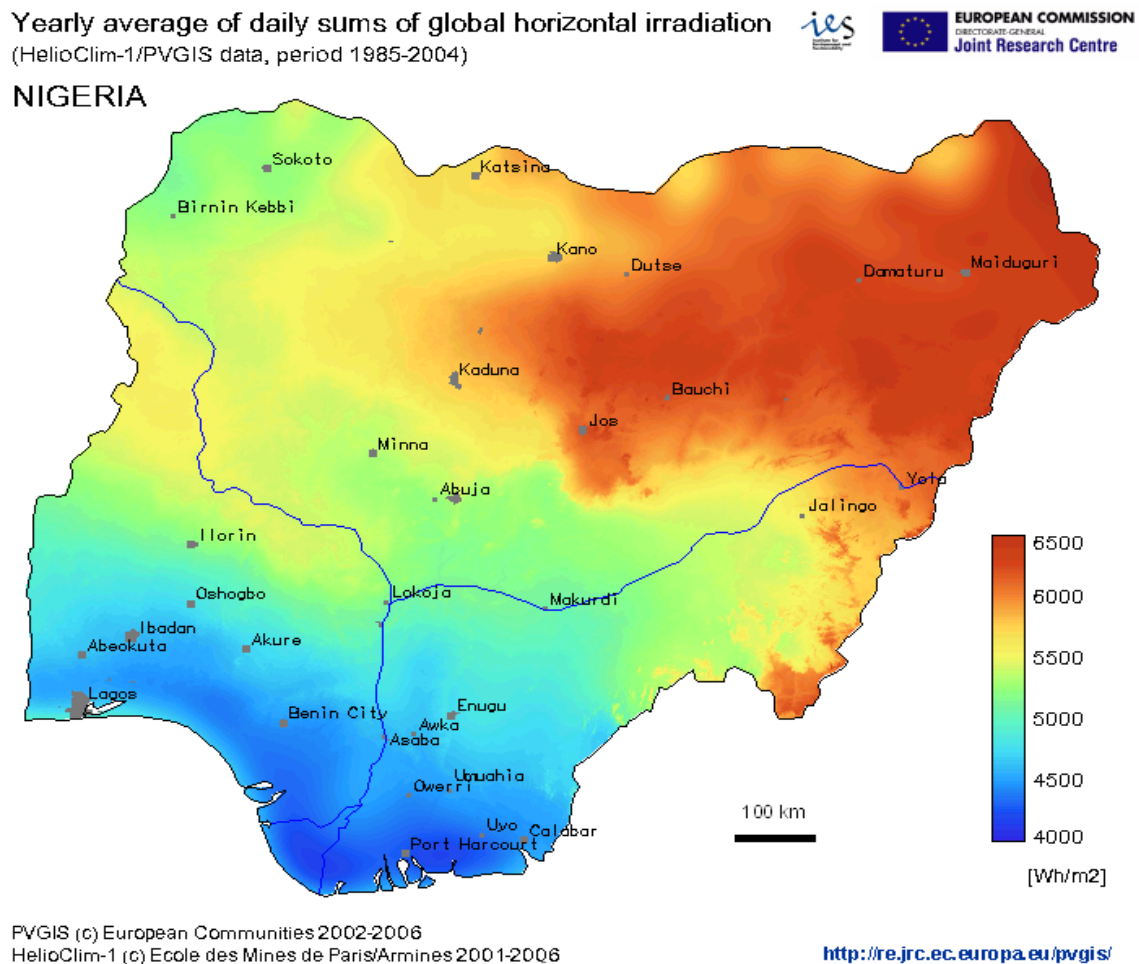 Yearly average of daily sums of global horizontal irradiation
(HelioClim-1/PVGIS data, period 1985-2004)
ies
EUROPEAN COMMISSION
DIRECTORATE-GENERAL
Joint Research Centre
NIGERIA
Sokoto
Katsina
Birnin Kebbi
Kano
Dutse
Damaturu
Maiduguri
Kaduna
Bauchi
Jos
Minna
Abuja
Yola
Jalingo
Ilorin
Oshogbo
Lokoja
Makurdi
Ibadan
Abeokuta
Akure
Lagos
Benin City
Enugu
Awka
Asaba
Umuahia
Owerri
Uyo
Calabar
Port Harcourt
6500
6000
5500
5000
4500
4000
[Wh/m2]
100 km
PVGIS (c) European Communities 2002-2006
HelioClim-1 (c) Ecole des Mines de Paris/Armines 2001-2006
http://re.jrc.ec.europa.eu/pvgis/